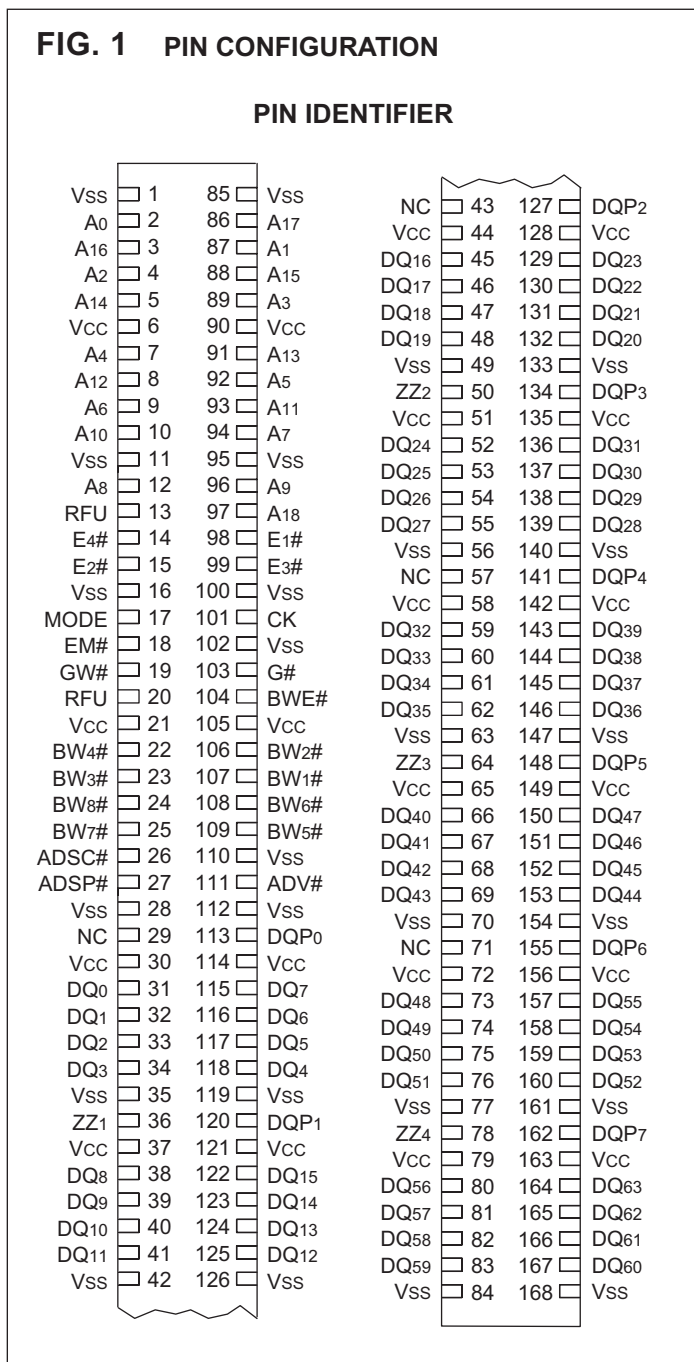 FIG. 1 PIN CONFIGURATION
PIN IDENTIFIER
VSS 1 85 VSS
A0 2 86 A17
A16 3 87 A1
A2 4 88 A15
A14 5 89 A3
VCC 6 90 VCC
A4 7 91 A13
A12 8 92 A5
A6 9 93 A11
A10 10 94 A7
VSS 11 95 VSS
A8 12 96 A9
RFU 13 97 A18
E4# 14 98 E1#
E2# 15 99 E3#
VSS 16 100 VSS
MODE 17 101 CK
EM# 18 102 VSS
GW# 19 103 G#
RFU 20 104 BWE#
VCC 21 105 VCC
BW4# 22 106 BW2#
BW3# 23 107 BW1#
BW8# 24 108 BW6#
BW7# 25 109 BW5#
ADSC# 26 110 VSS
ADSP# 27 111 ADV#
VSS 28 112 VSS
NC 29 113 DQP0
VCC 30 114 VCC
DQ0 31 115 DQ7
DQ1 32 116 DQ6
DQ2 33 117 DQ5
DQ3 34 118 DQ4
VSS 35 119 VSS
ZZ1 36 120 DQP1
VCC 37 121 VCC
DQ8 38 122 DQ15
DQ9 39 123 DQ14
DQ10 40 124 DQ13
DQ11 41 125 DQ12
VSS 42 126 VSS
NC 43 127 DQP2
VCC 44 128 VCC
DQ16 45 129 DQ23
DQ17 46 130 DQ22
DQ18 47 131 DQ21
DQ19 48 132 DQ20
VSS 49 133 VSS
ZZ2 50 134 DQP3
VCC 51 135 VCC
DQ24 52 136 DQ31
DQ25 53 137 DQ30
DQ26 54 138 DQ29
DQ27 55 139 DQ28
VSS 56 140 VSS
NC 57 141 DQP4
VCC 58 142 VCC
DQ32 59 143 DQ39
DQ33 60 144 DQ38
DQ34 61 145 DQ37
DQ35 62 146 DQ36
VSS 63 147 VSS
ZZ3 64 148 DQP5
VCC 65 149 VCC
DQ40 66 150 DQ47
DQ41 67 151 DQ46
DQ42 68 152 DQ45
DQ43 69 153 DQ44
VSS 70 154 VSS
NC 71 155 DQP6
VCC 72 156 VCC
DQ48 73 157 DQ55
DQ49 74 158 DQ54
DQ50 75 159 DQ53
DQ51 76 160 DQ52
VSS 77 161 VSS
ZZ4 78 162 DQP7
VCC 79 163 VCC
DQ56 80 164 DQ63
DQ57 81 165 DQ62
DQ58 82 166 DQ61
DQ59 83 167 DQ60
VSS 84 168 VSS